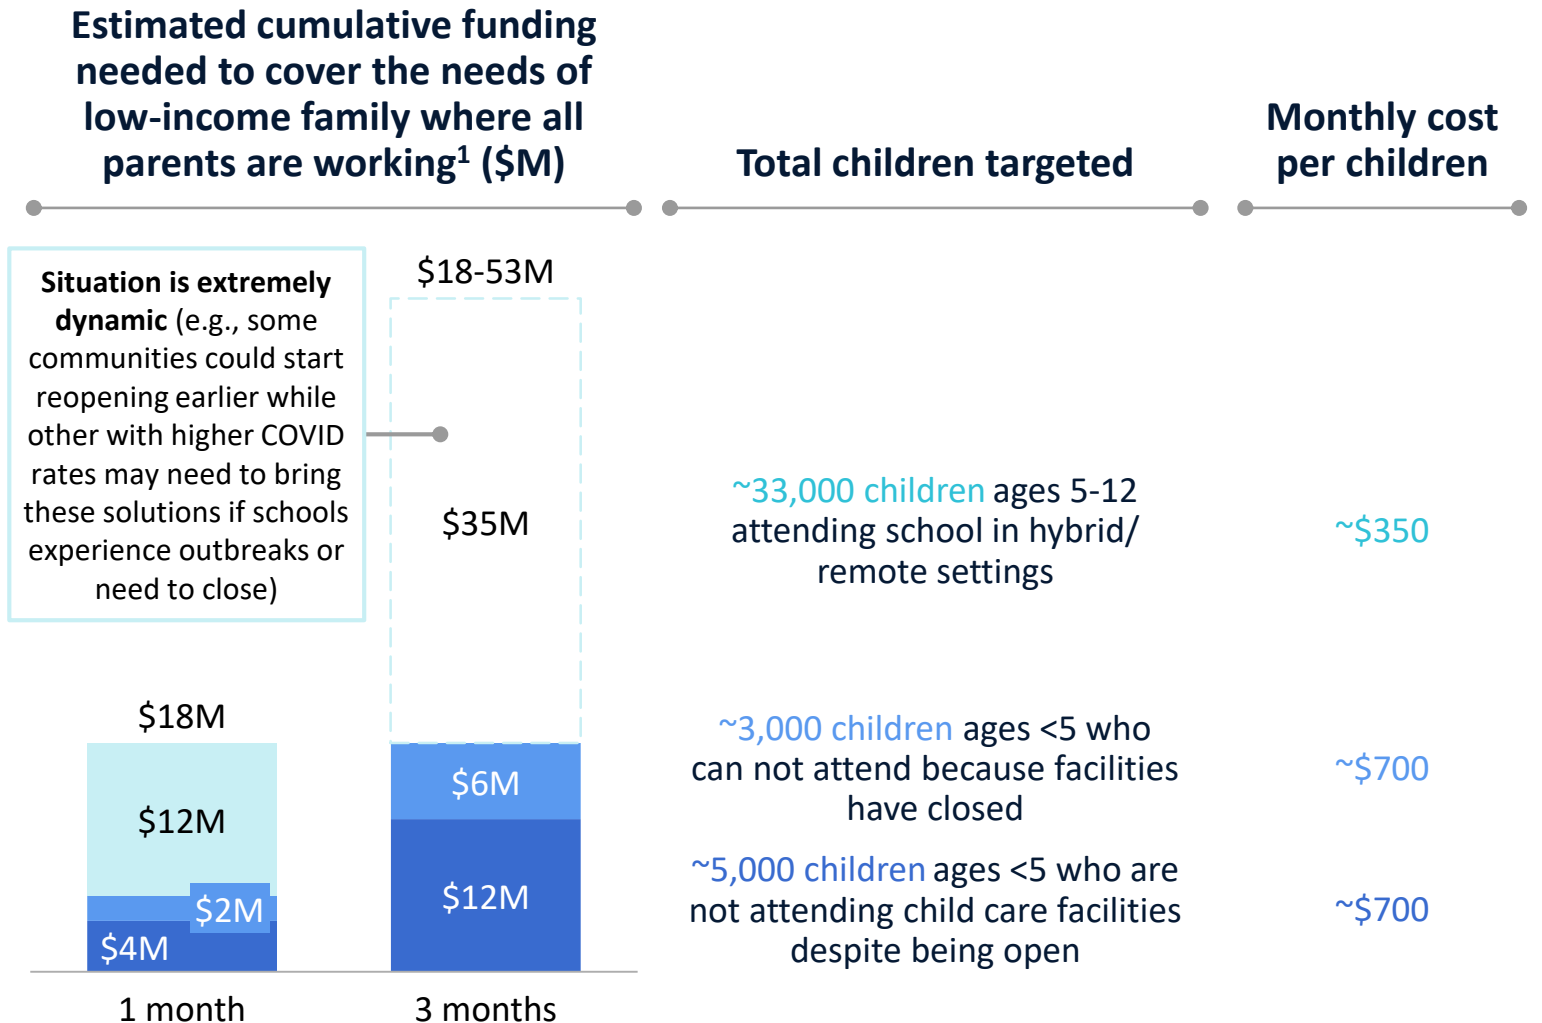 Estimated cumulative funding
needed to cover the needs of
low-income family where all
parents are working¹ ($M)
Total children targeted
Monthly cost
per children
Situation is extremely
dynamic (e.g., some
communities could start
reopening earlier while
other with higher COVID
rates may need to bring
these solutions if schools
experience outbreaks or
need to close)
$18-53M
$35M
~33,000 children ages 5-12
attending school in hybrid/
remote settings
~$350
$18M
$12M
$2M
$4M
$6M
$12M
~3,000 children ages <5 who
can not attend because facilities
have closed
~$700
~5,000 children ages <5 who are
not attending child care facilities
despite being open
~$700
1 month
3 months